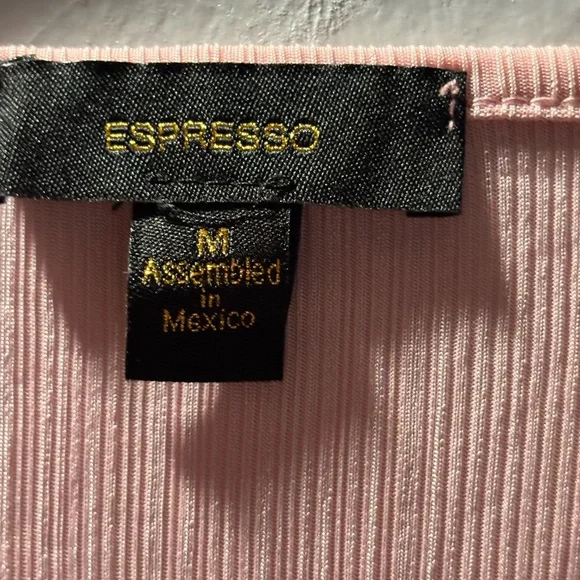 ESPRESSO
M
Assembled
in
Mexico